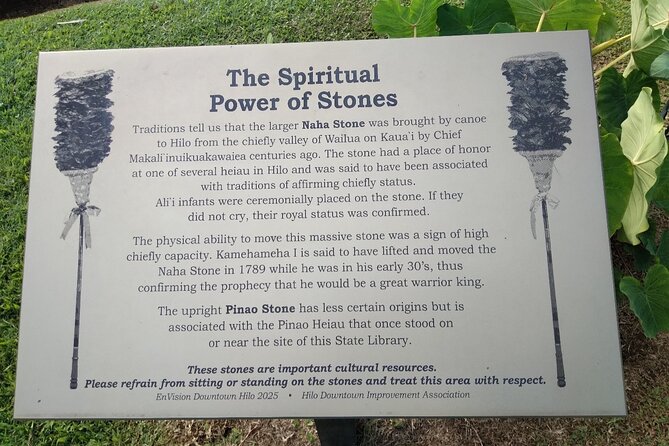 The Spiritual
Power of Stones
Traditions tell us that the larger Naha Stone was brought by canoe
to Hilo from the chiefly valley of Wailua on Kaua'i by Chief
Makali'inuikuakawaiea centuries ago. The stone had a place of honor
at one of several heiau in Hilo and was said to have been associated
with traditions of affirming chiefly status.
Ali'i infants were ceremonially placed on the stone. If they
did not cry, their royal status was confirmed.
The physical ability to move this massive stone was a sign of high
chiefly capacity. Kamehameha I is said to have lifted and moved the
Naha Stone in 1789 while he was in his early 30's, thus
confirming the prophecy that he would be a great warrior king.
The upright Pinao Stone has less certain origins but is
associated with the Pinao Heiau that once stood on
or near the site of this State Library.
These stones are important cultural resources.
Please refrain from sitting or standing on the stones and treat this area with respect.
EnVision Downtown Hilo 2025 • Hilo Downtown Improvement Association